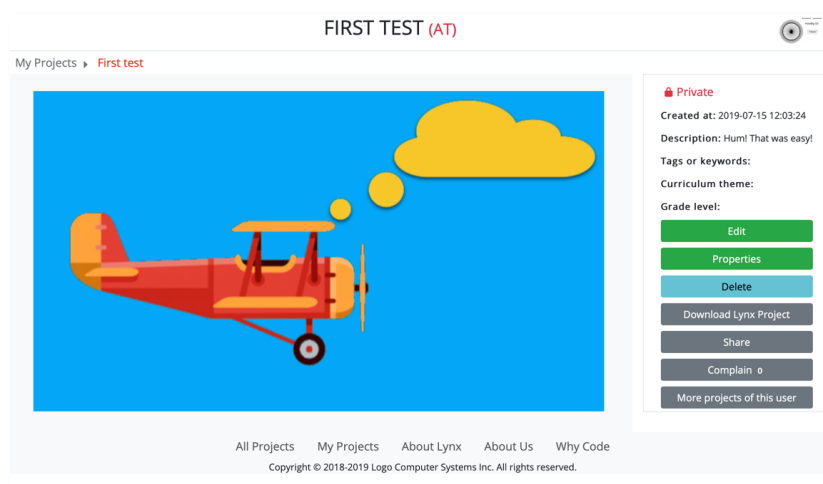 FIRST TEST (AT)
My Projects ▸ First test
Private
Created at: 2019-07-15 12:03:24
Description: Hum! That was easy!
Tags or keywords:
Curriculum theme:
Grade level:
Edit
Properties
Delete
Download Lynx Project
Share
Complain 0
More projects of this user
All Projects My Projects About Lynx About Us Why Code
Copyright © 2018-2019 Logo Computer Systems Inc. All rights reserved.